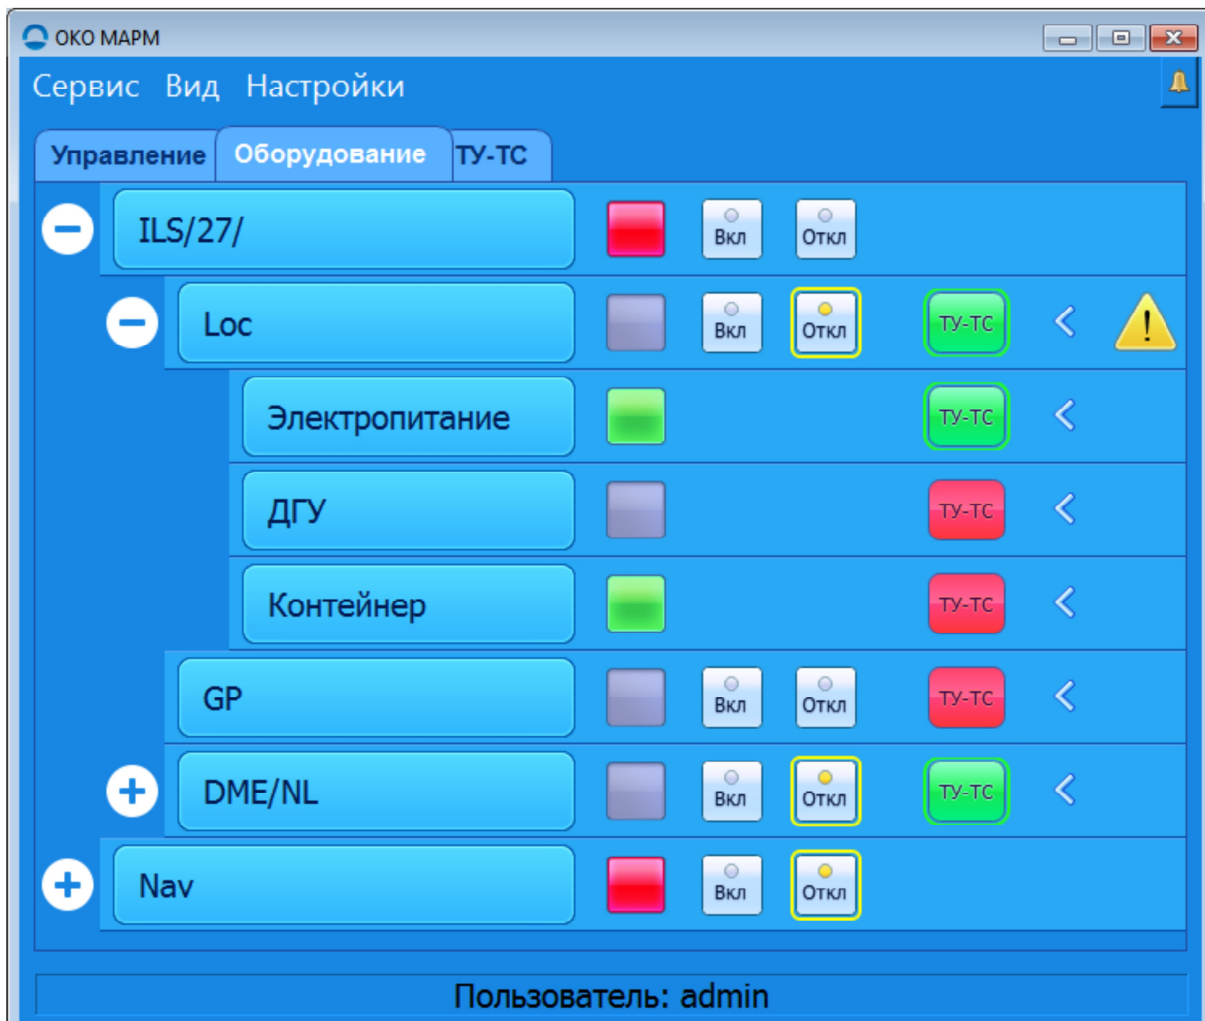 ОКО МАРМ
Сервис Вид Настройки
Управление Оборудование ТУ-ТС
ILS/27/ Вкл Откл
Loc Вкл Откл ТУ-ТС
Электропитание ТУ-ТС
ДГУ ТУ-ТС
Контейнер ТУ-ТС
GP Вкл Откл ТУ-ТС
DME/NL Вкл Откл ТУ-ТС
Nav Вкл Откл
Пользователь: admin